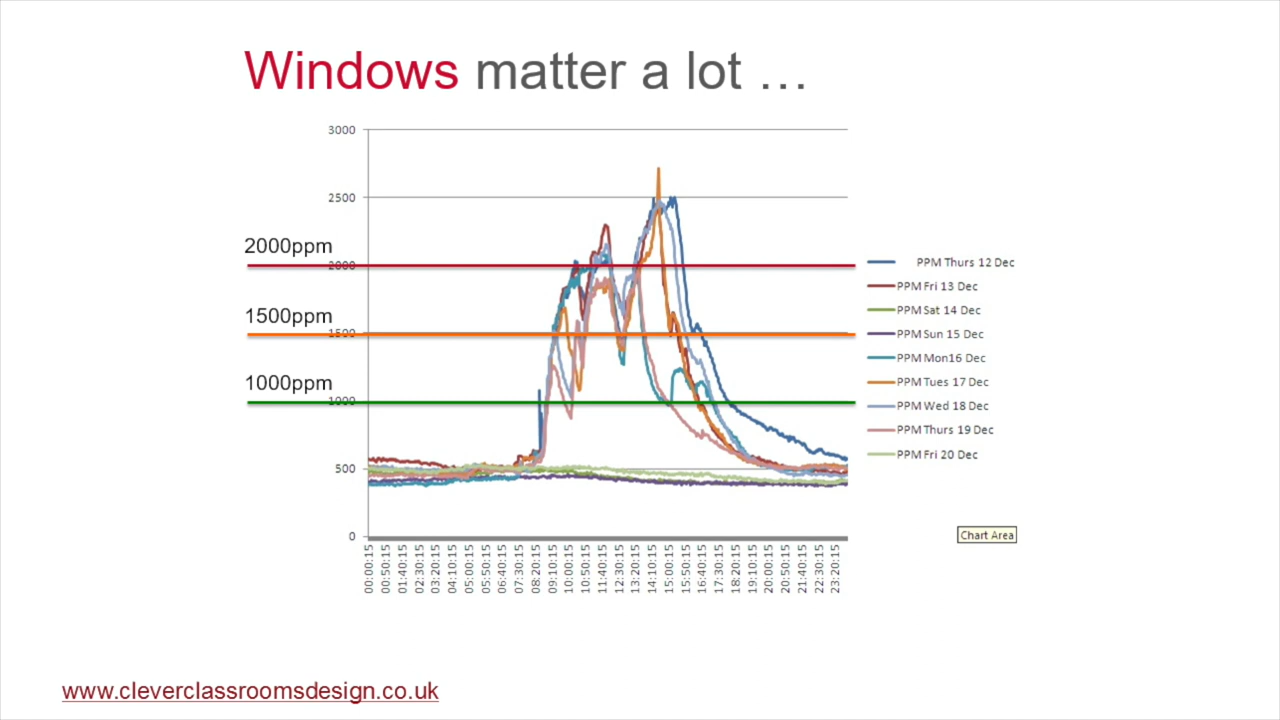 Windows matter a lot …
3000
2500
2000ppm
2000
1500ppm
1500
1000ppm
1000
500
0
PPM Thurs 12 Dec
PPM Fri 13 Dec
PPM Sat 14 Dec
PPM Sun 15 Dec
PPM Mon16 Dec
PPM Tues 17 Dec
PPM Wed 18 Dec
PPM Thurs 19 Dec
PPM Fri 20 Dec
Chart Area
00:00:15
00:50:15
01:40:15
02:30:15
03:20:15
04:10:15
05:00:15
05:50:15
06:40:15
07:30:15
08:20:15
09:10:15
10:00:15
10:50:15
11:40:15
12:30:15
13:20:15
14:10:15
15:00:15
15:50:15
16:40:15
17:30:15
18:20:15
19:10:15
20:00:15
20:50:15
21:40:15
22:30:15
23:20:15
www.cleverclassroomsdesign.co.uk